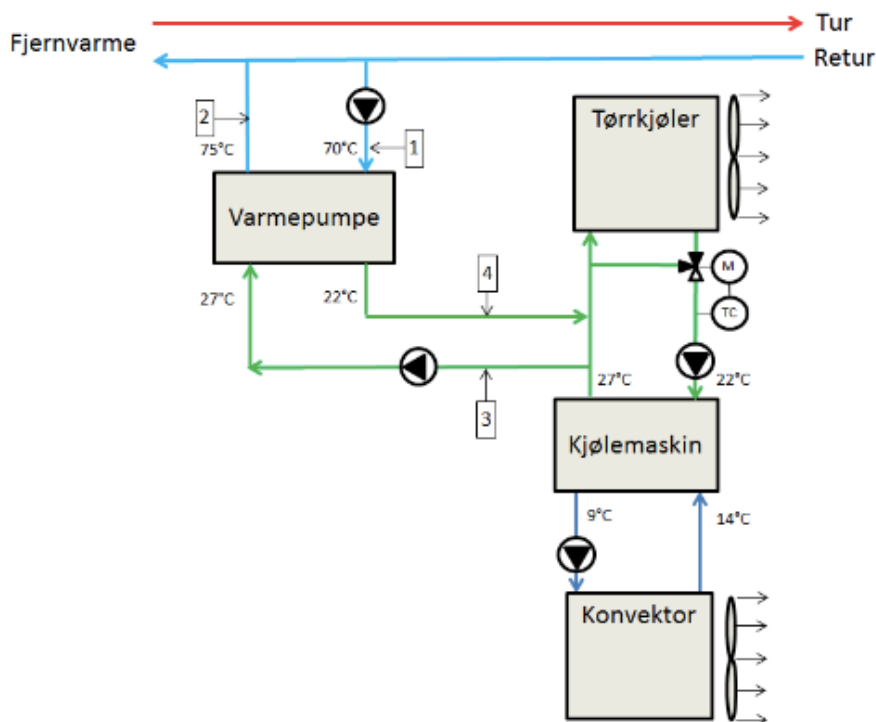 Tur
Fjernvarme
Retur
2
1
75°C
70°C
Tørrkjøler
Varmepumpe
4
M
27°C
22°C
TC
3
27°C
22°C
Kjølemaskin
9°C
14°C
Konvektor